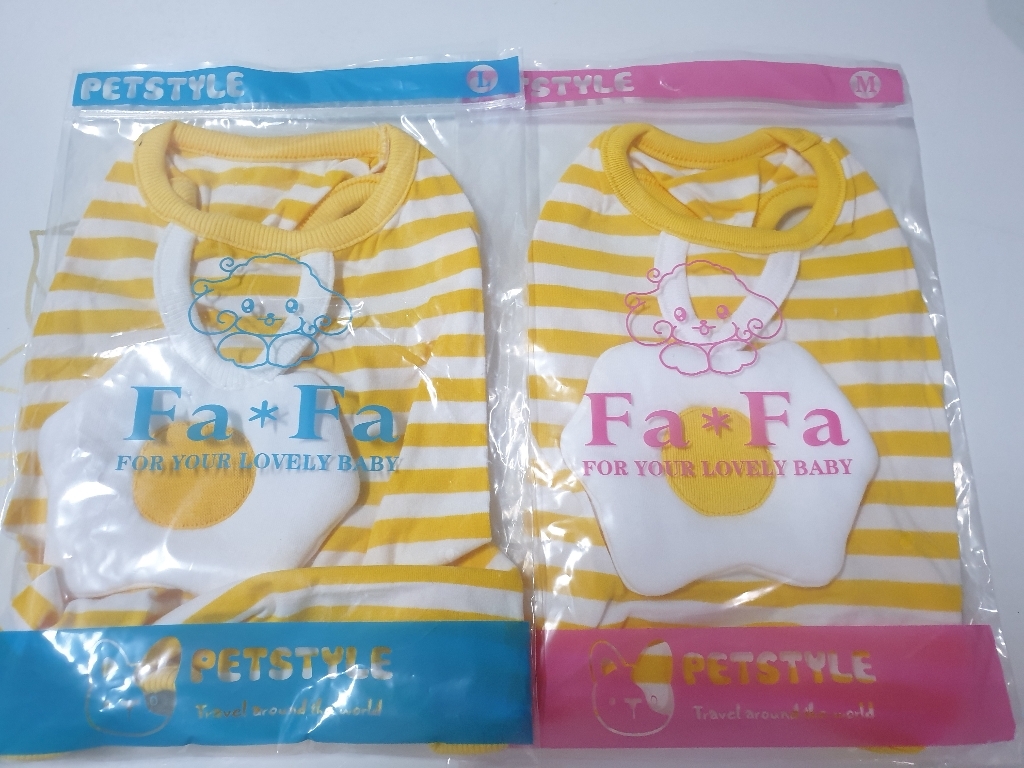 PETSTYLE L
Fa*Fa
FOR YOUR LOVELY BABY
PETSTYLE
Travel around the world
TSTYLE M
Fa*Fa
FOR YOUR LOVELY BABY
PETSTYLE
Travel around the world